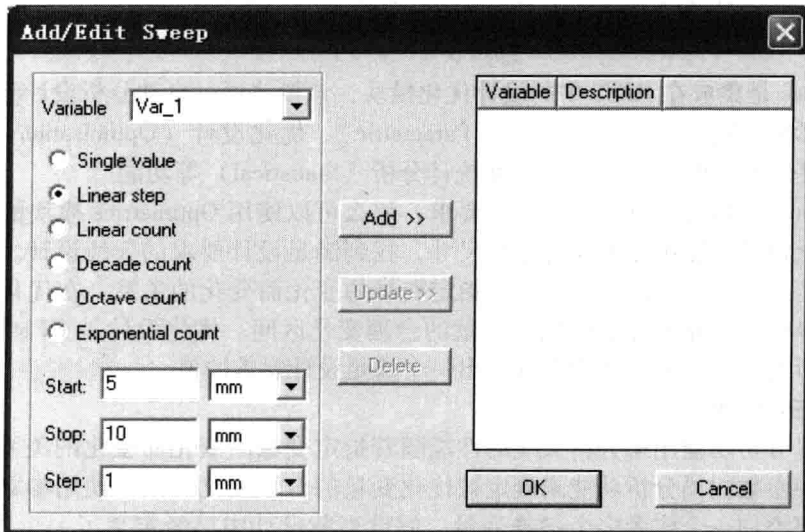 Add/Edit Sweep
Variable Var_1
Single value
Linear step
Linear count
Decade count
Octave count
Exponential count
Start: 5 mm
Stop: 10 mm
Step: 1 mm
Add >>
Update >>
Delete
Variable Description
OK Cancel